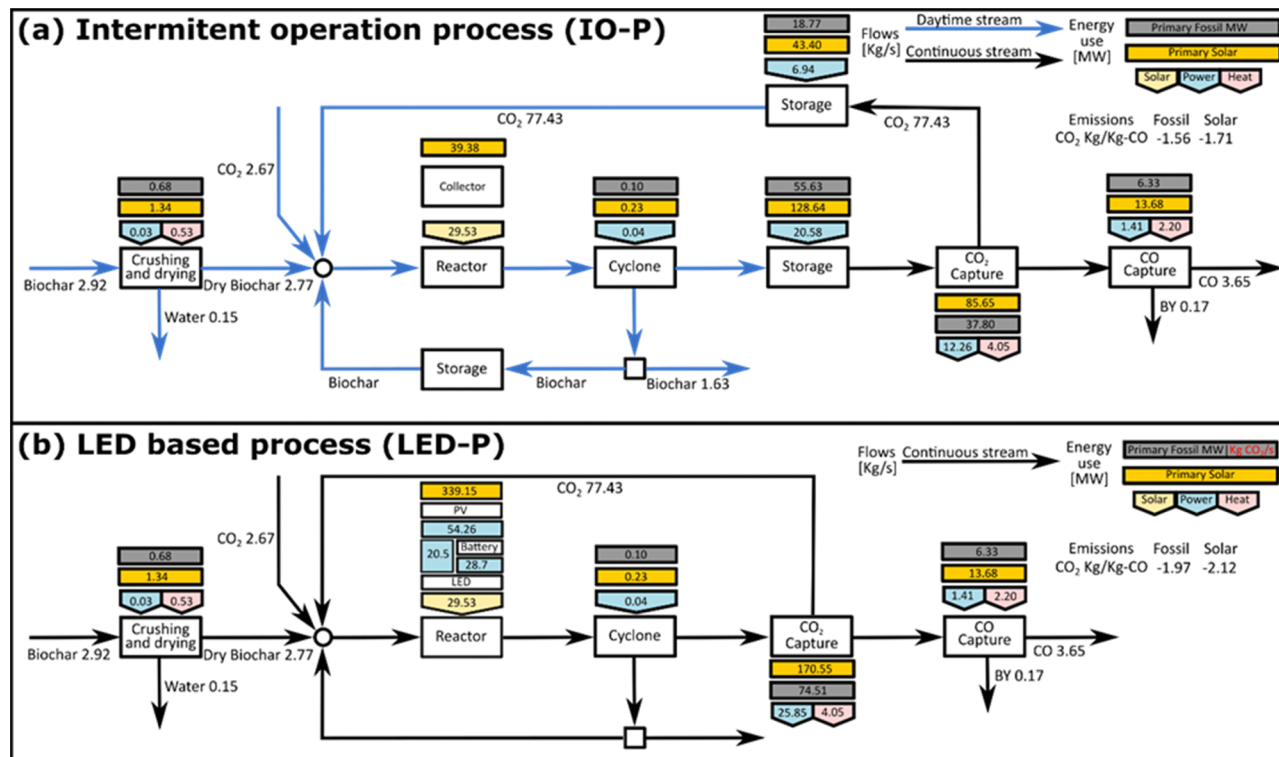 (a) Intermitent operation process (IO-P)
18.77
43.40
6.94
Storage
Flows
[Kg/s]
Daytime stream
Continuous stream
Energy
use
[MW]
Primary Fossil MW
Primary Solar
Solar Power Heat
Emissions Fossil Solar
CO2 Kg/Kg-CO -1.56 -1.71
CO2 77.43
CO2 77.43
CO2 2.67
39.38
Collector
29.53
Reactor
0.68
1.34
0.03 0.53
Crushing
and drying
0.10
0.23
0.04
Cyclone
55.63
128.64
20.58
Storage
CO2
Capture
85.65
37.80
12.26 4.05
6.33
13.68
1.41 2.20
CO
Capture
Biochar 2.92
Dry Biochar 2.77
Water 0.15
CO 3.65
BY 0.17
Storage
Biochar
Biochar
Biochar 1.63
(b) LED based process (LED-P)
Flows
[Kg/s]
Continuous stream
Energy
use
[MW]
Primary Fossil MW Kg CO2/s
Primary Solar
Solar Power Heat
Emissions Fossil Solar
CO2 Kg/Kg-CO -1.97 -2.12
CO2 77.43
CO2 2.67
339.15
PV
54.26
20.5
Battery
28.7
LED
29.53
Reactor
0.68
1.34
0.03 0.53
Crushing
and drying
0.10
0.23
0.04
Cyclone
CO2
Capture
170.55
74.51
25.85 4.05
6.33
13.68
1.41 2.20
CO
Capture
Biochar 2.92
Dry Biochar 2.77
Water 0.15
CO 3.65
BY 0.17